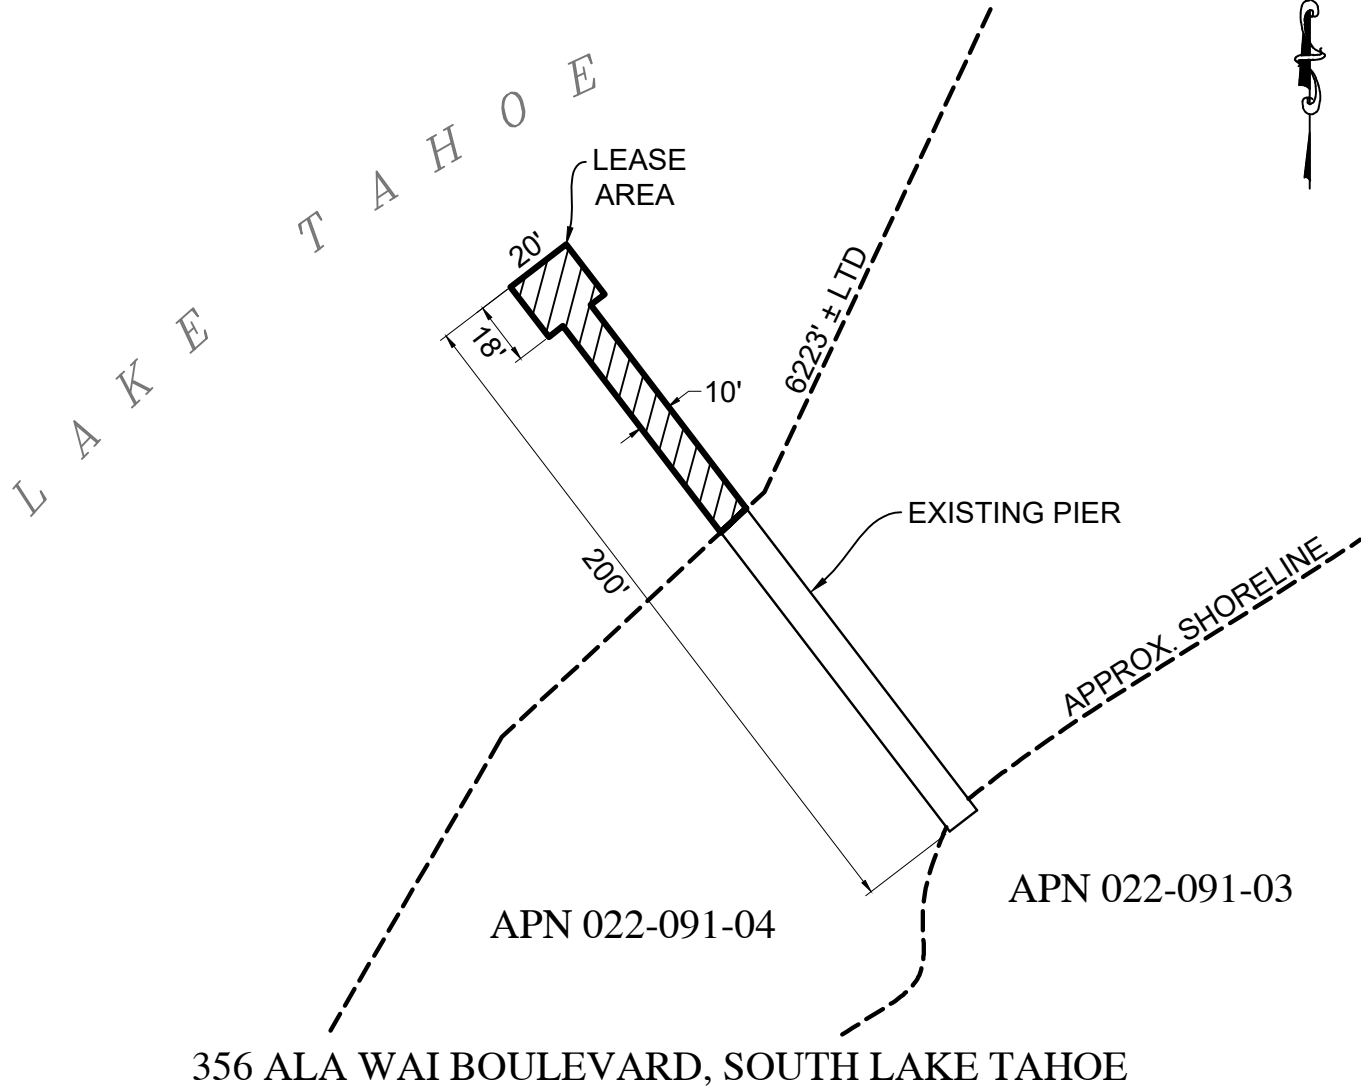 LAKE TAHOE
LEASE
AREA
20'
18'
10'
6223' ± LTD
200'
EXISTING PIER
APPROX. SHORELINE
APN 022-091-03
APN 022-091-04
356 ALA WAI BOULEVARD, SOUTH LAKE TAHOE